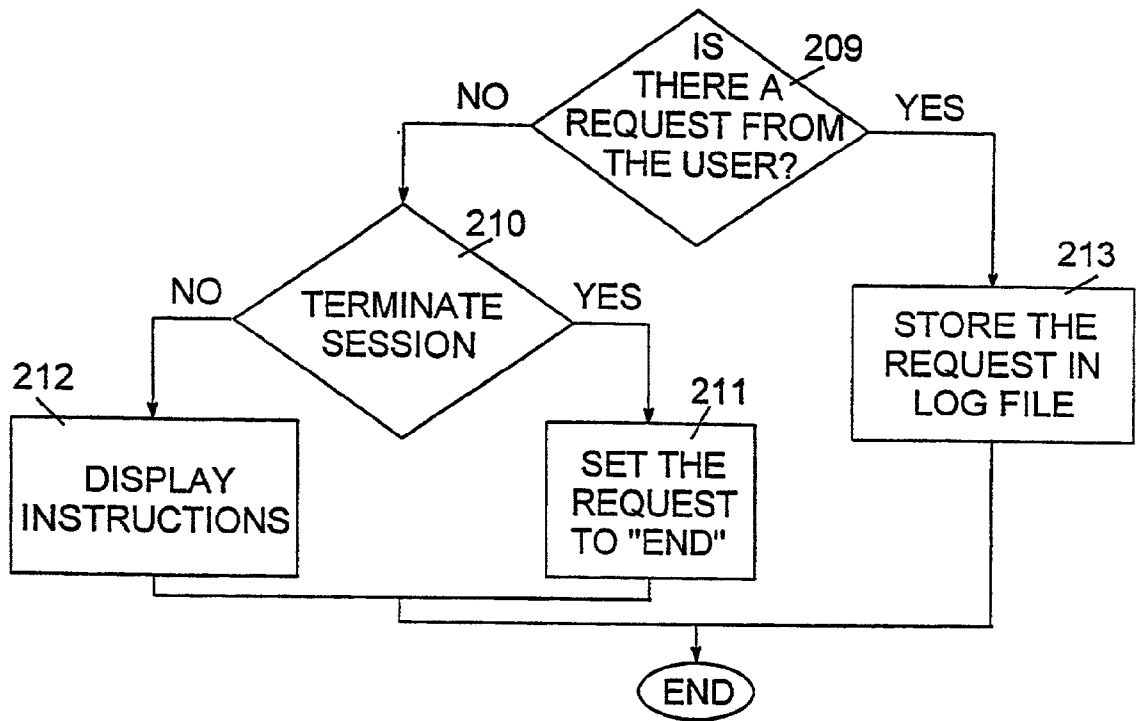 IS
THERE A
REQUEST FROM
THE USER?
209
NO
YES
210
TERMINATE
SESSION
NO
YES
213
STORE THE
REQUEST IN
LOG FILE
212
DISPLAY
INSTRUCTIONS
211
SET THE
REQUEST
TO "END"
END